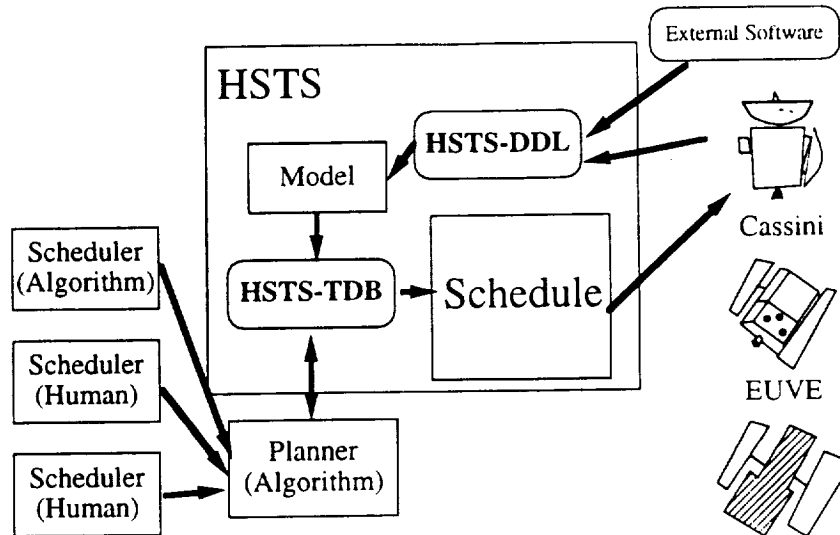 External Software
HSTS
HSTS-DDL
Model
Cassini
Scheduler
(Algorithm)
HSTS-TDB
Schedule
Scheduler
(Human)
EUVE
Planner
(Algorithm)
Scheduler
(Human)